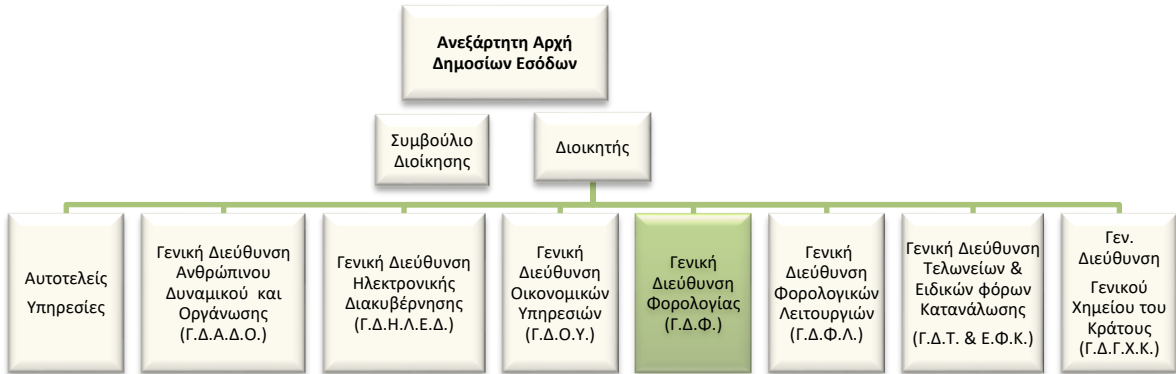 Ανεξάρτητη Αρχή
Δημοσίων Εσόδων
Συμβούλιο
Διοίκησης
Διοικητής
Αυτοτελείς
Υπηρεσίες
Γενική Διεύθυνση
Ανθρώπινου
Δυναμικού και
Οργάνωσης
(Γ.Δ.Α.Δ.Ο.)
Γενική Διεύθυνση
Ηλεκτρονικής
Διακυβέρνησης
(Γ.Δ.Η.Λ.Ε.Δ.)
Γενική
Διεύθυνση
Οικονομικών
Υπηρεσιών
(Γ.Δ.Ο.Υ.)
Γενική
Διεύθυνση
Φορολογίας
(Γ.Δ.Φ.)
Γενική
Διεύθυνση
Φορολογικών
Λειτουργιών
(Γ.Δ.Φ.Λ.)
Γενική Διεύθυνση
Τελωνείων &
Ειδικών φόρων
Κατανάλωσης
(Γ.Δ.Τ. & Ε.Φ.Κ.)
Γεν.
Διεύθυνση
Γενικού
Χημείου του
Κράτους
(Γ.Δ.Γ.Χ.Κ.)